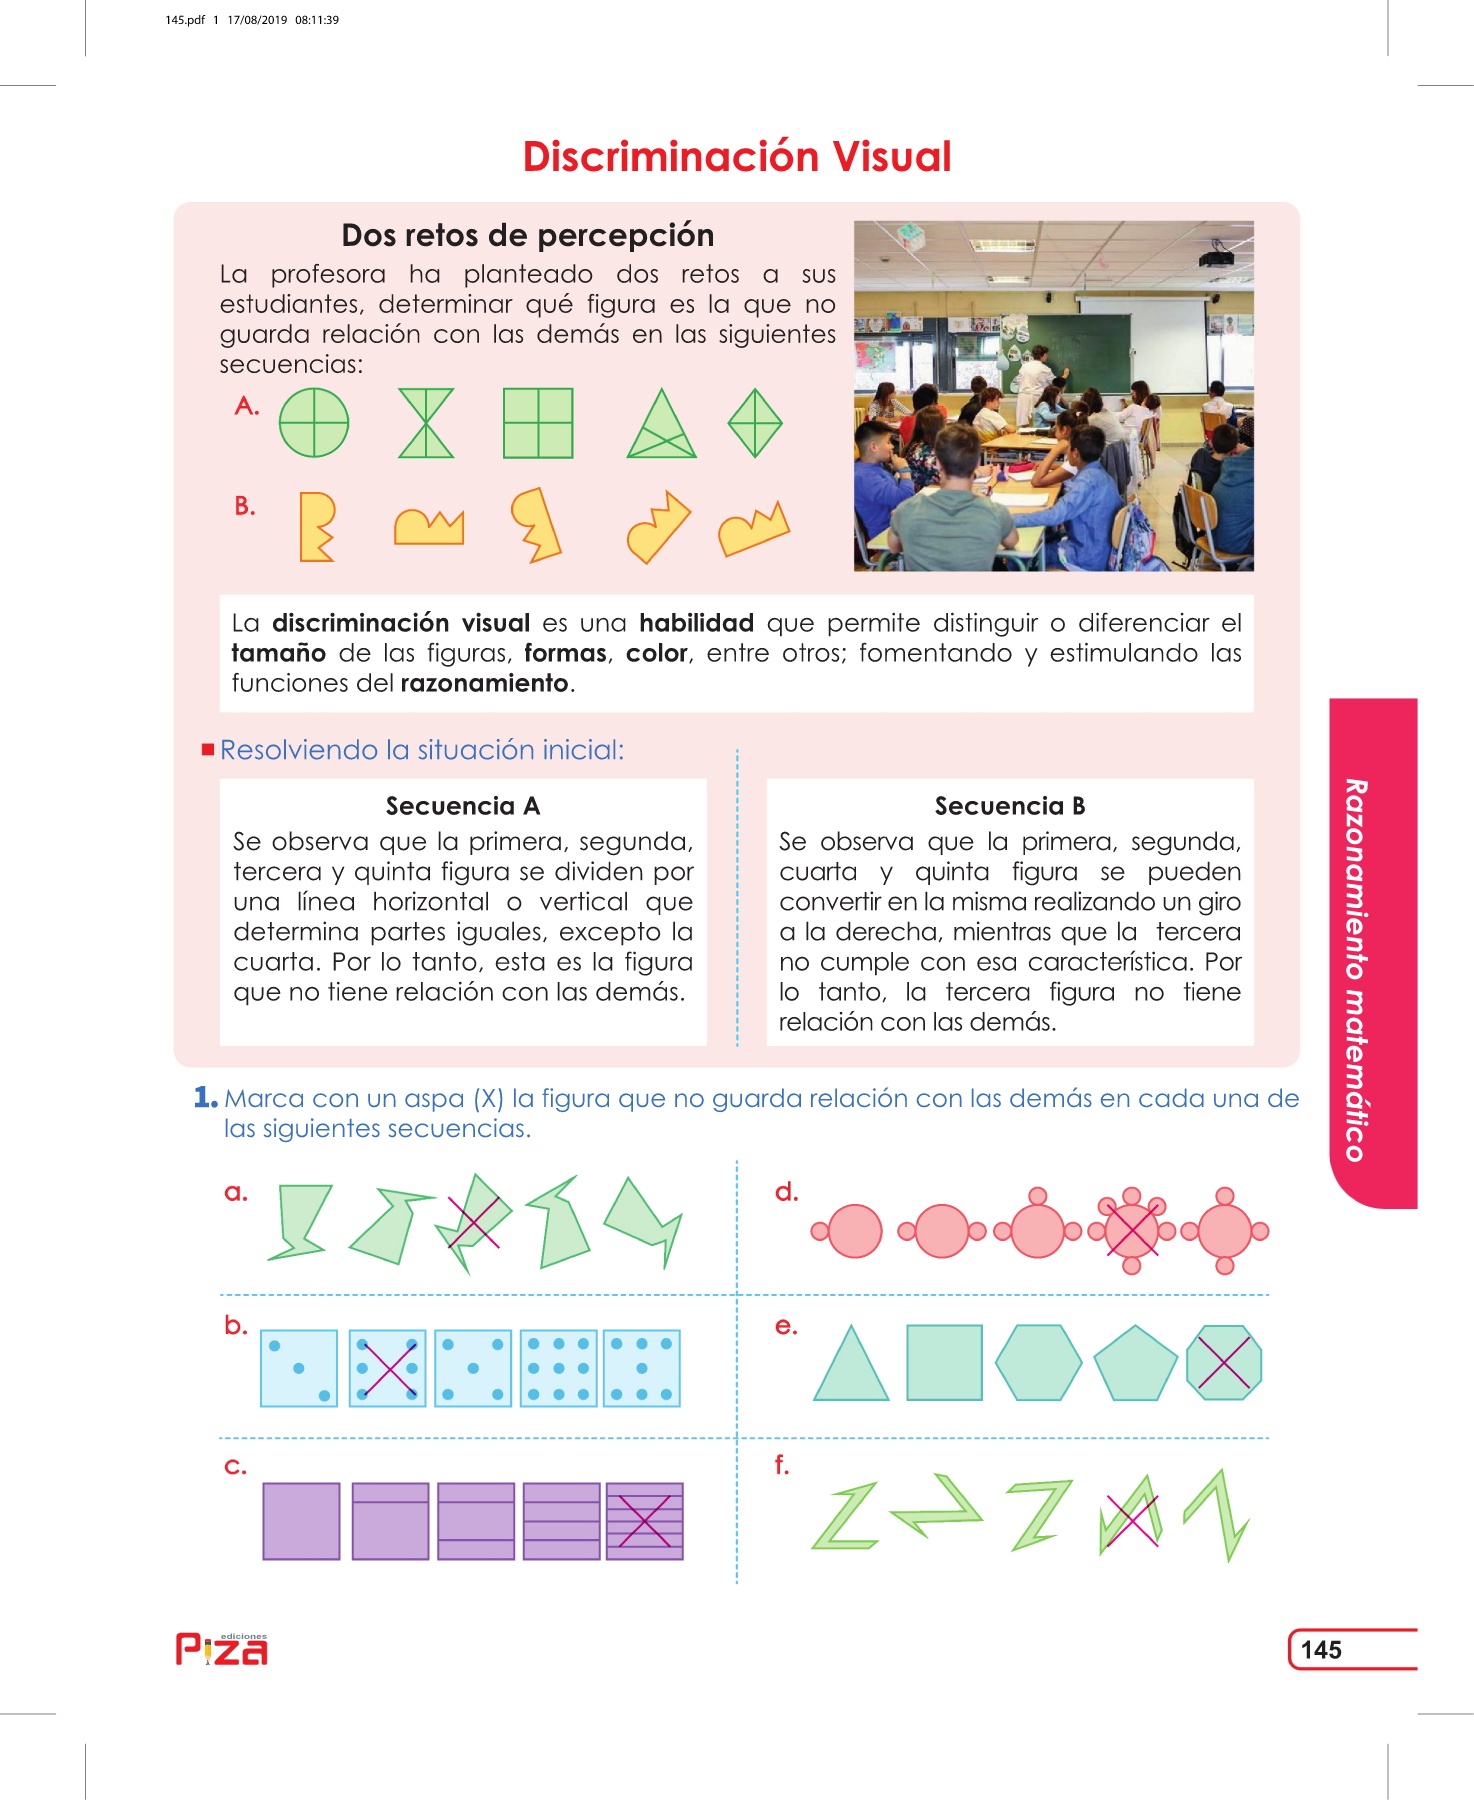 145.pdf 1 17/08/2019 08:11:39
Discriminación Visual
Dos retos de percepción
La profesora ha planteado dos retos a sus
estudiantes, determinar qué figura es la que no
guarda relación con las demás en las siguientes
secuencias:
A.
B.
La discriminación visual es una habilidad que permite distinguir o diferenciar el
tamaño de las figuras, formas, color, entre otros; fomentando y estimulando las
funciones del razonamiento.
Resolviendo la situación inicial:
Secuencia A
Se observa que la primera, segunda,
tercera y quinta figura se dividen por
una línea horizontal o vertical que
determina partes iguales, excepto la
cuarta. Por lo tanto, esta es la figura
que no tiene relación con las demás.
Secuencia B
Se observa que la primera, segunda,
cuarta y quinta figura se pueden
convertir en la misma realizando un giro
a la derecha, mientras que la tercera
no cumple con esa característica. Por
lo tanto, la tercera figura no tiene
relación con las demás.
Razonamiento matemático
1. Marca con un aspa (X) la figura que no guarda relación con las demás en cada una de
las siguientes secuencias.
a.
b.
c.
d.
e.
f.
ediciones
Piza
145